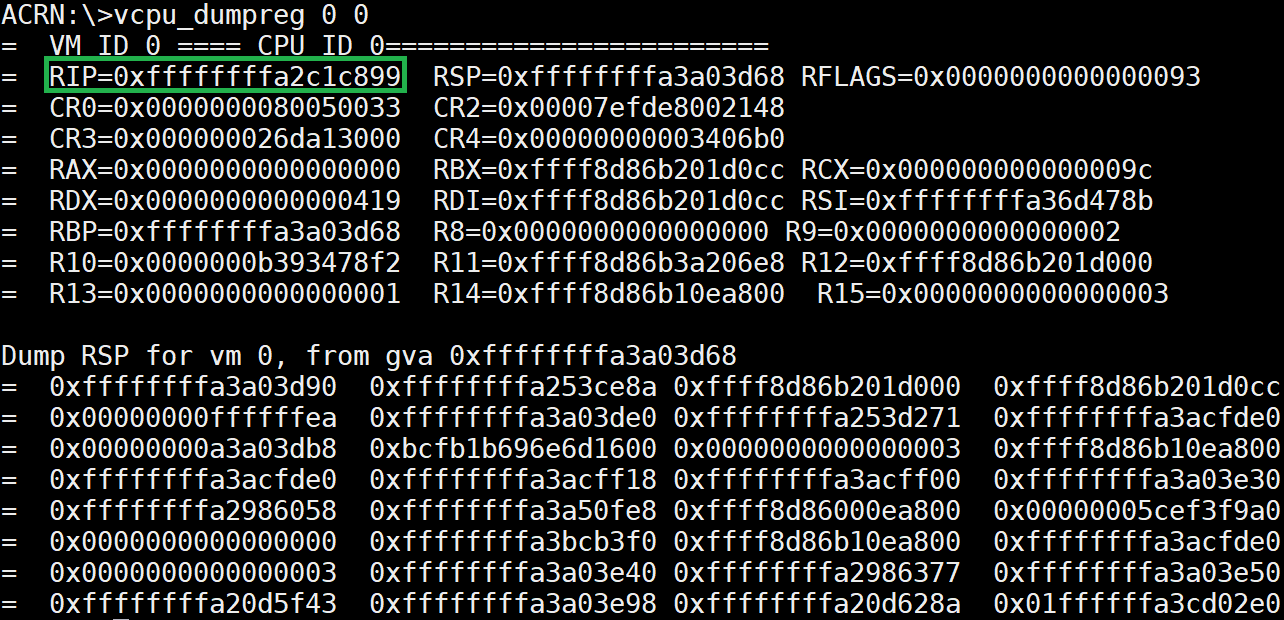 ACRN:\>vcpu_dumpreg 0 0
=  VM ID 0 ==== CPU ID 0========================
=  RIP=0xffffffffa2c1c899  RSP=0xffffffffa3a03d68 RFLAGS=0x0000000000000093
=  CR0=0x0000000080050033  CR2=0x00007efde8002148
=  CR3=0x000000026da13000  CR4=0x00000000003406b0
=  RAX=0x0000000000000000  RBX=0xffff8d86b201d0cc RCX=0x000000000000009c
=  RDX=0x0000000000000419  RDI=0xffff8d86b201d0cc RSI=0xffffffffa36d478b
=  RBP=0xffffffffa3a03d68  R8=0x0000000000000000 R9=0x0000000000000002
=  R10=0x0000000b393478f2  R11=0xffff8d86b3a206e8 R12=0xffff8d86b201d000
=  R13=0x0000000000000001  R14=0xffff8d86b10ea800  R15=0x0000000000000003
Dump RSP for vm 0, from gva 0xffffffffa3a03d68
=  0xffffffffa3a03d90  0xffffffffa253ce8a 0xffff8d86b201d000  0xffff8d86b201d0cc
=  0x00000000ffffffea  0xffffffffa3a03de0 0xffffffffa253d271  0xffffffffa3acfde0
=  0x00000000a3a03db8  0xbcfb1b696e6d1600 0x0000000000000003  0xffff8d86b10ea800
=  0xffffffffa3acfde0  0xffffffffa3acff18 0xffffffffa3acff00  0xffffffffa3a03e30
=  0xffffffffa2986058  0xffffffffa3a50fe8 0xffff8d86000ea800  0x00000005cef3f9a0
=  0x0000000000000000  0xffffffffa3bcb3f0 0xffff8d86b10ea800  0xffffffffa3acfde0
=  0x0000000000000003  0xffffffffa3a03e40 0xffffffffa2986377  0xffffffffa3a03e50
=  0xffffffffa20d5f43  0xffffffffa3a03e98 0xffffffffa20d628a  0x01ffffffa3cd02e0